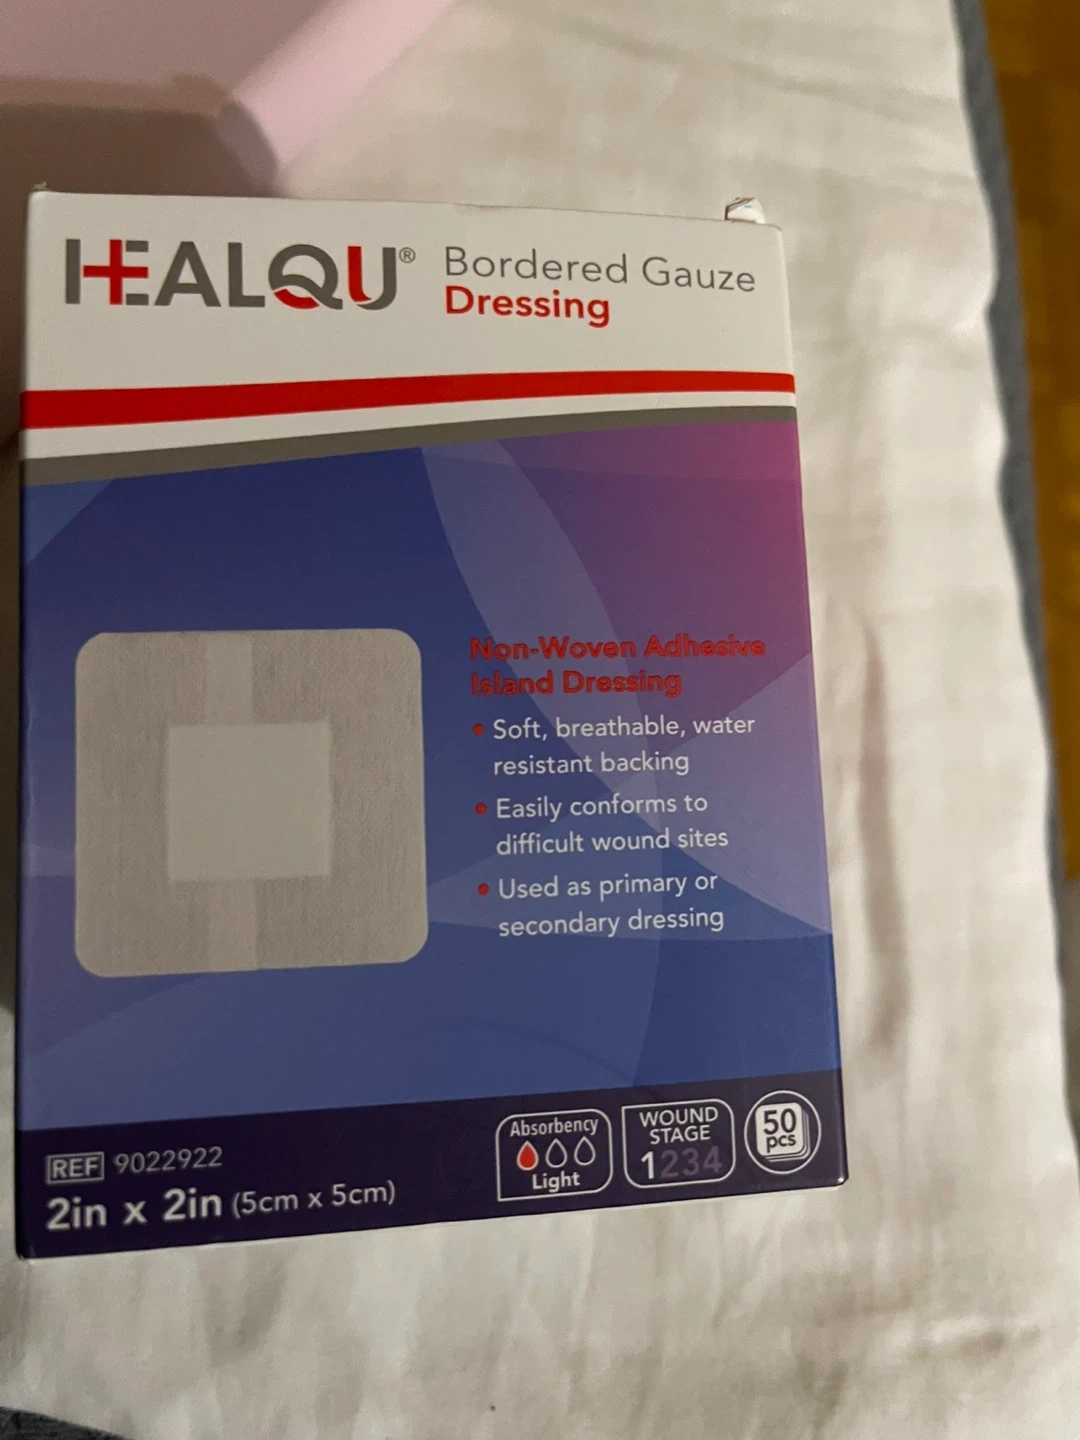 HEALQU®
Bordered Gauze
Dressing
Non-Woven Adhesive
Island Dressing
• Soft, breathable, water
resistant backing
• Easily conforms to
difficult wound sites
• Used as primary or
secondary dressing
REF 9022922
2in x 2in (5cm x 5cm)
Absorbency
Light
WOUND
STAGE
1234
50
pcs